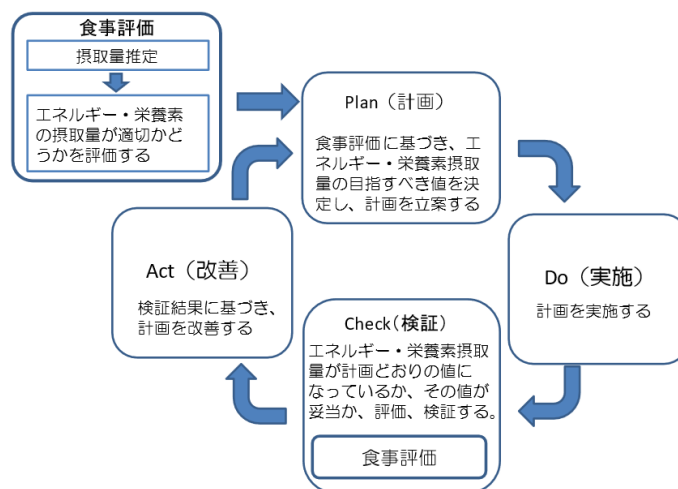 食事評価
摂取量推定
エネルギー・栄養素
の摂取量が適切かど
うかを評価する
Plan（計画）
食事評価に基づき、エ
ネルギー・栄養素摂取
量の目指すべき値を決
定し、計画を立案する
Do（実施）
計画を実施する
Check（検証）
エネルギー・栄養素摂取
量が計画どおりの値に
なっているか、その値が
妥当か、評価、検証する。
食事評価
Act（改善）
検証結果に基づき、
計画を改善する